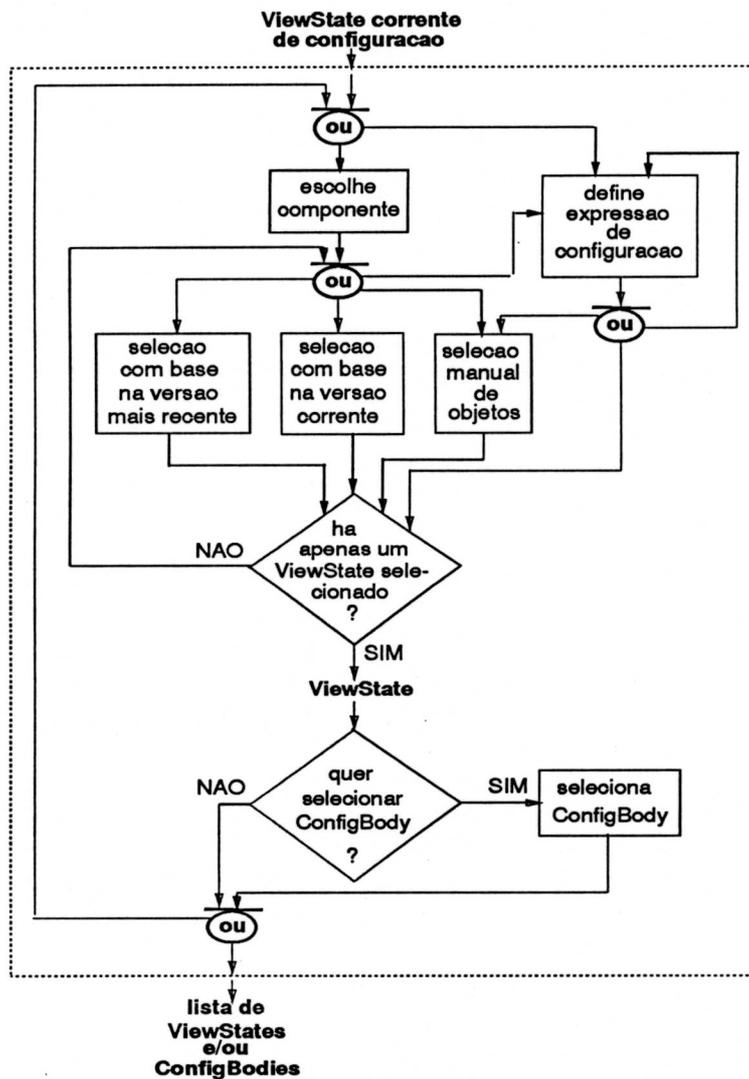 ViewState corrente
de configuracao
ou
escolhe
componente
define
expressao
de
configuracao
ou
ou
selecao
com base
na versao
mais recente
selecao
com base
na versao
corrente
selecao
manual
de
objetos
ha
apenas um
ViewState sele-
cionado
?
NAO
SIM
ViewState
quer
selecionar
ConfigBody
?
NAO
SIM
seleciona
ConfigBody
ou
lista de
ViewStates
e/ou
ConfigBodies